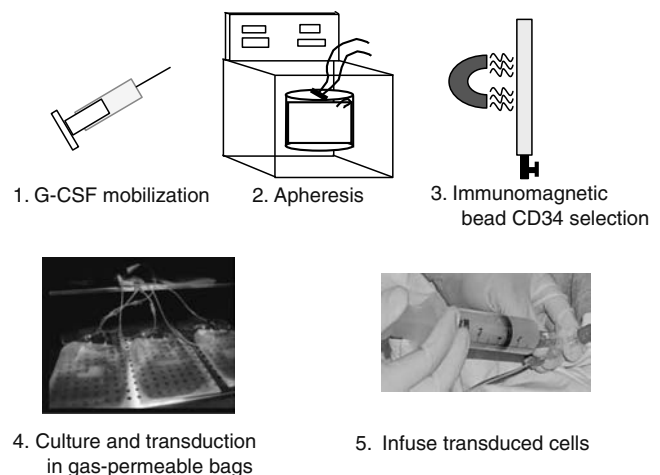 1. G-CSF mobilization
2. Apheresis
3. Immunomagnetic
bead CD34 selection
4. Culture and transduction
in gas-permeable bags
5. Infuse transduced cells